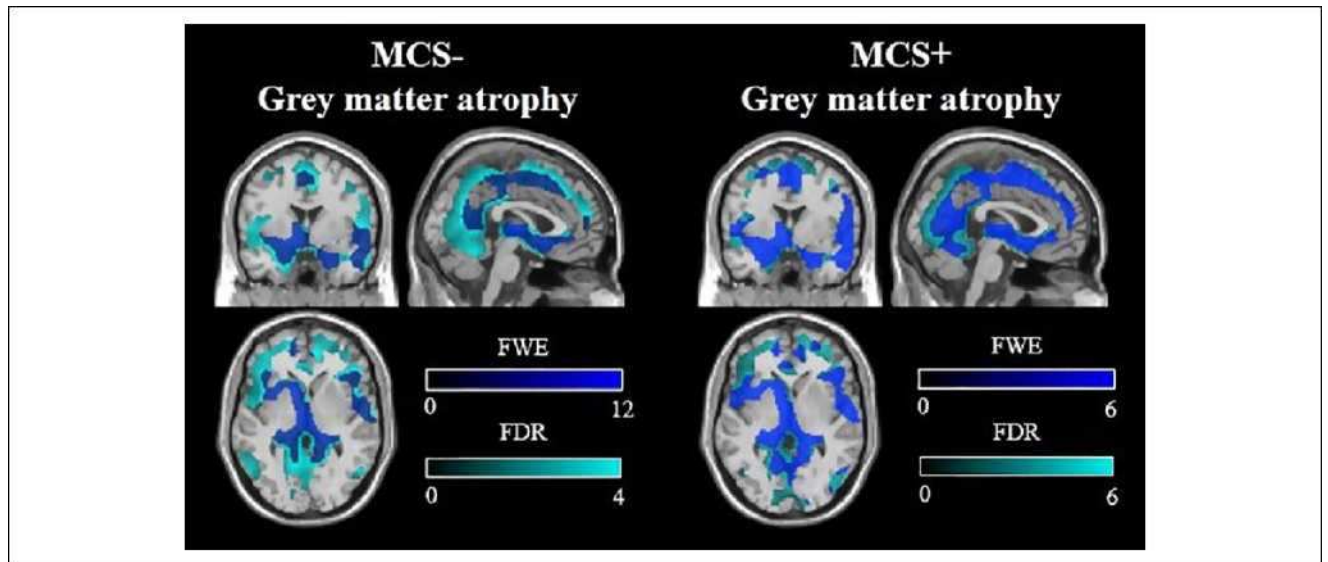 MCS-
Grey matter atrophy
FWE
0 12
FDR
0 4
MCS+
Grey matter atrophy
FWE
0 6
FDR
0 6